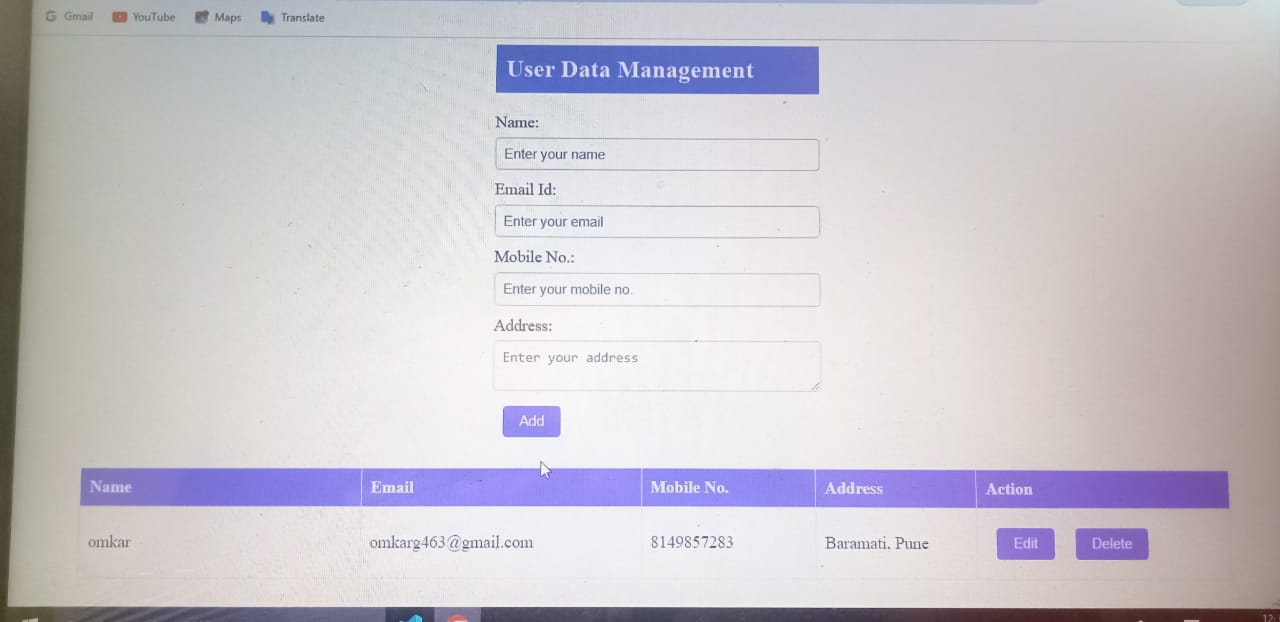 Gmail YouTube Maps Translate
User Data Management
Name:
Enter your name
Email Id:
Enter your email
Mobile No.:
Enter your mobile no.
Address:
Enter your address
Add
Name Email Mobile No. Address Action
omkar omkarg463@gmail.com 8149857283 Baramati, Pune Edit Delete